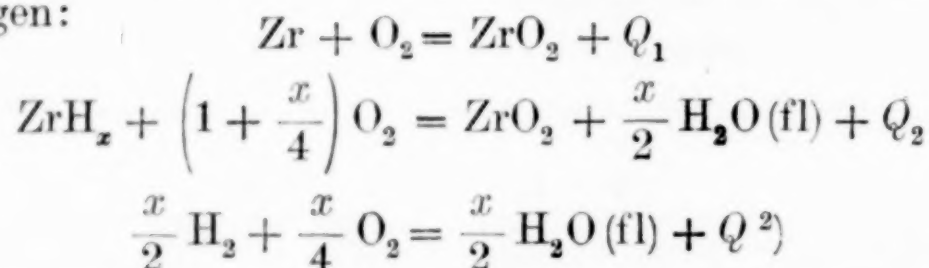 gen:
Zr + O₂ = ZrO₂ + Q₁
ZrHₓ + (1 + x/4) O₂ = ZrO₂ + x/2 H₂O (fl) + Q₂
x/2 H₂ + x/4 O₂ = x/2 H₂O (fl) + Q ²)